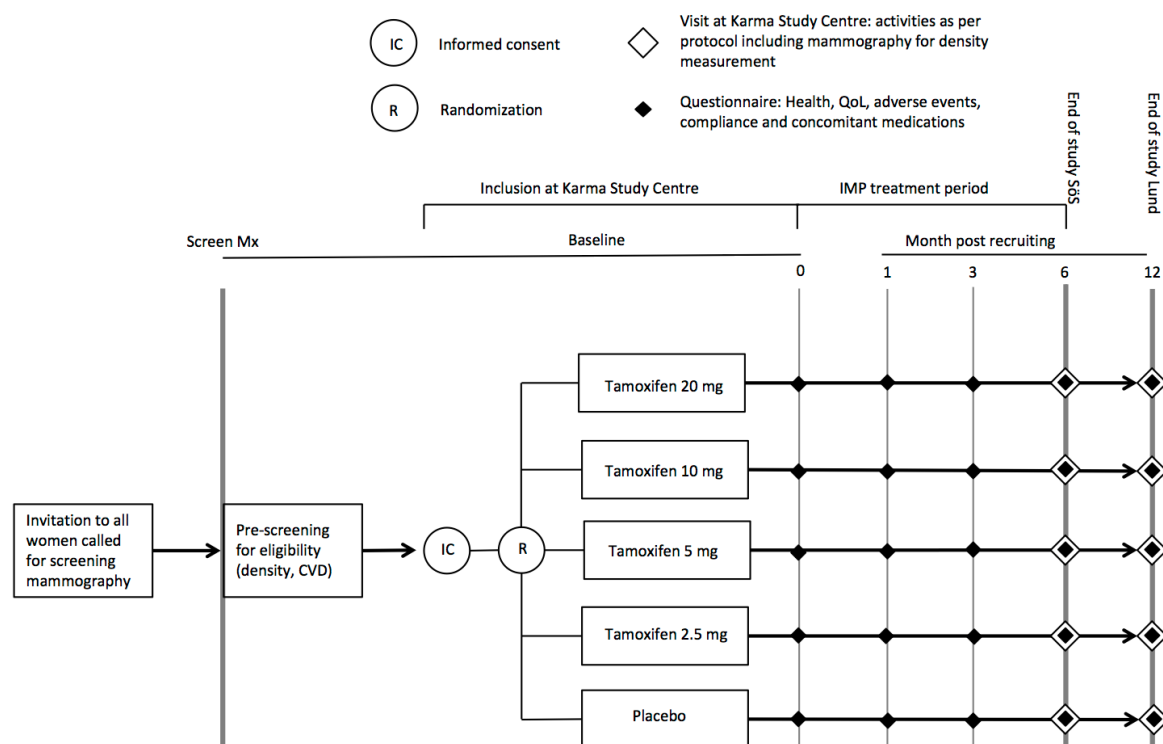 IC
Informed consent
Visit at Karma Study Centre: activities as per
protocol including mammography for density
measurement
R
Randomization
Questionnaire: Health, QoL, adverse events,
compliance and concomitant medications
End of study SöS
End of study Lund
Inclusion at Karma Study Centre
IMP treatment period
Screen Mx
Baseline
Month post recruiting
0
1
3
6
12
Tamoxifen 20 mg
Tamoxifen 10 mg
Invitation to all
women called
for screening
mammography
Pre-screening
for eligibility
(density, CVD)
IC
R
Tamoxifen 5 mg
Tamoxifen 2.5 mg
Placebo